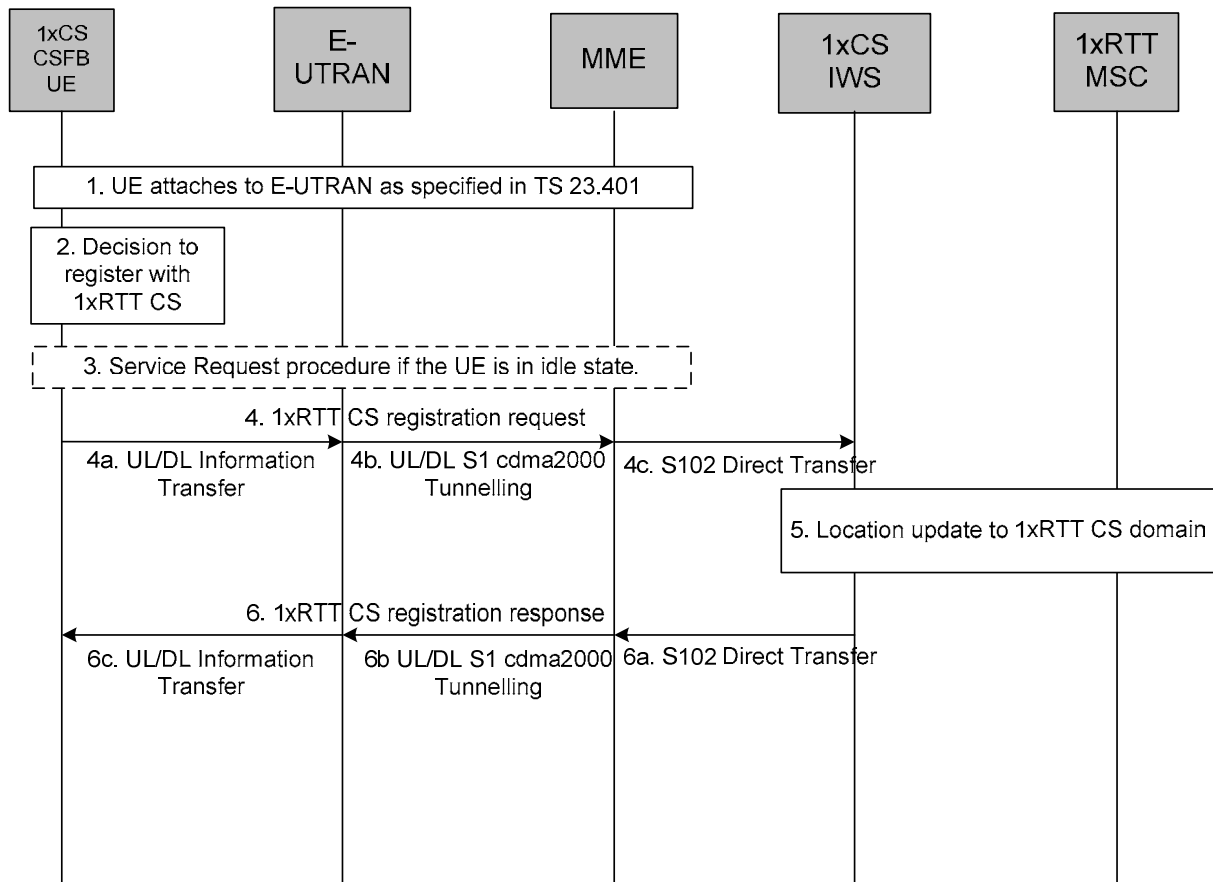 1xCS
CSFB
UE
E-
UTRAN
MME
1xCS
IWS
1xRTT
MSC
1. UE attaches to E-UTRAN as specified in TS 23.401
2. Decision to
register with
1xRTT CS
3. Service Request procedure if the UE is in idle state.
4. 1xRTT CS registration request
4a. UL/DL Information
Transfer
4b. UL/DL S1 cdma2000
Tunnelling
4c. S102 Direct Transfer
5. Location update to 1xRTT CS domain
6. 1xRTT CS registration response
6c. UL/DL Information
Transfer
6b UL/DL S1 cdma2000
Tunnelling
6a. S102 Direct Transfer